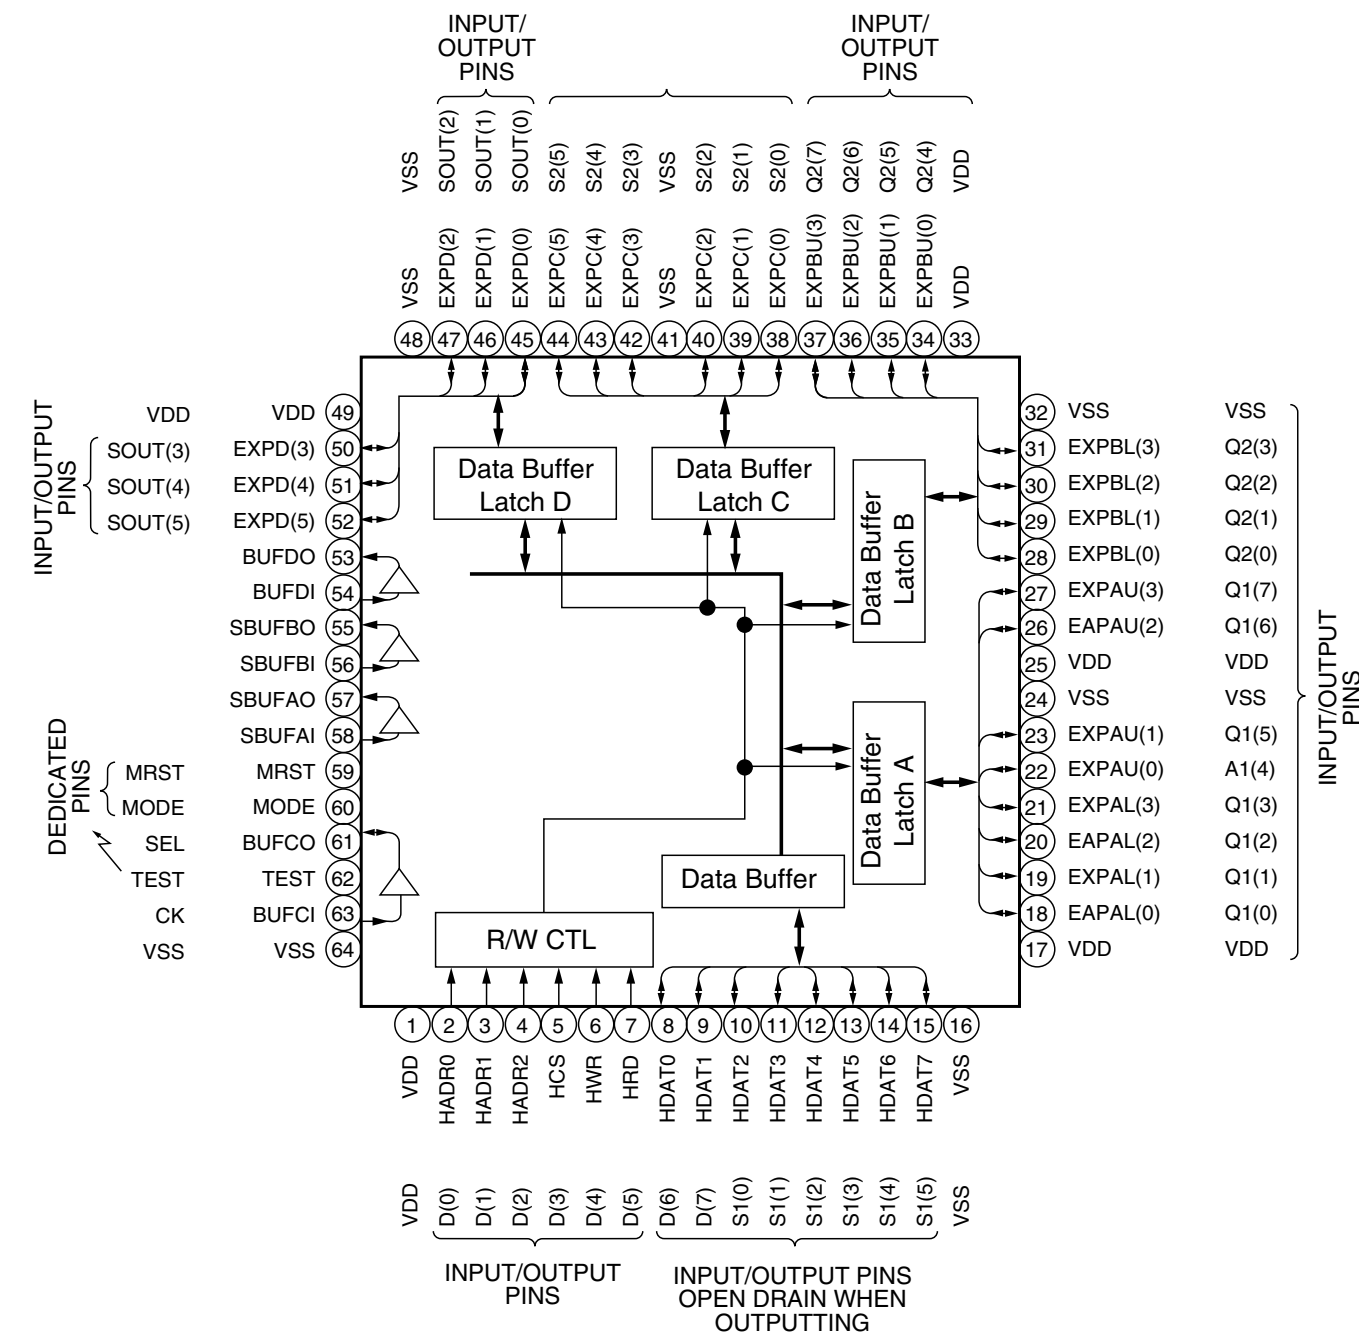 INPUT/
OUTPUT
PINS
INPUT/
OUTPUT
PINS
VSS
SOUT(2)
SOUT(1)
SOUT(0)
S2(5)
S2(4)
S2(3)
VSS
S2(2)
S2(1)
S2(0)
Q2(7)
Q2(6)
Q2(5)
Q2(4)
VDD
VSS
EXPD(2)
EXPD(1)
EXPD(0)
EXPC(5)
EXPC(4)
EXPC(3)
VSS
EXPC(2)
EXPC(1)
EXPC(0)
EXPBU(3)
EXPBU(2)
EXPBU(1)
EXPBU(0)
VDD
48 47 46 45 44 43 42 41 40 39 38 37 36 35 34 33
INPUT/OUTPUT
PINS
VDD VDD 49
SOUT(3) EXPD(3) 50
SOUT(4) EXPD(4) 51
SOUT(5) EXPD(5) 52
BUFDO 53
BUFDI 54
SBUFBO 55
SBUFBI 56
SBUFAO 57
SBUFAI 58
DEDICATED
PINS
MRST MRST 59
MODE MODE 60
SEL BUFCO 61
TEST TEST 62
CK BUFCI 63
VSS VSS 64
Data Buffer
Latch D
Data Buffer
Latch C
Data Buffer
Latch B
Data Buffer
Latch A
Data Buffer
R/W CTL
32 VSS VSS
31 EXPBL(3) Q2(3)
30 EXPBL(2) Q2(2)
29 EXPBL(1) Q2(1)
28 EXPBL(0) Q2(0)
27 EXPAU(3) Q1(7)
26 EAPAU(2) Q1(6)
25 VDD VDD
24 VSS VSS
23 EXPAU(1) Q1(5)
22 EXPAU(0) A1(4)
21 EXPAL(3) Q1(3)
20 EAPAL(2) Q1(2)
19 EXPAL(1) Q1(1)
18 EAPAL(0) Q1(0)
17 VDD VDD
INPUT/OUTPUT
PINS
1 2 3 4 5 6 7 8 9 10 11 12 13 14 15 16
VDD
HADR0
HADR1
HADR2
HCS
HWR
HRD
HDAT0
HDAT1
HDAT2
HDAT3
HDAT4
HDAT5
HDAT6
HDAT7
VSS
VDD
D(0)
D(1)
D(2)
D(3)
D(4)
D(5)
D(6)
D(7)
S1(0)
S1(1)
S1(2)
S1(3)
S1(4)
S1(5)
VSS
INPUT/OUTPUT
PINS
INPUT/OUTPUT PINS
OPEN DRAIN WHEN
OUTPUTTING